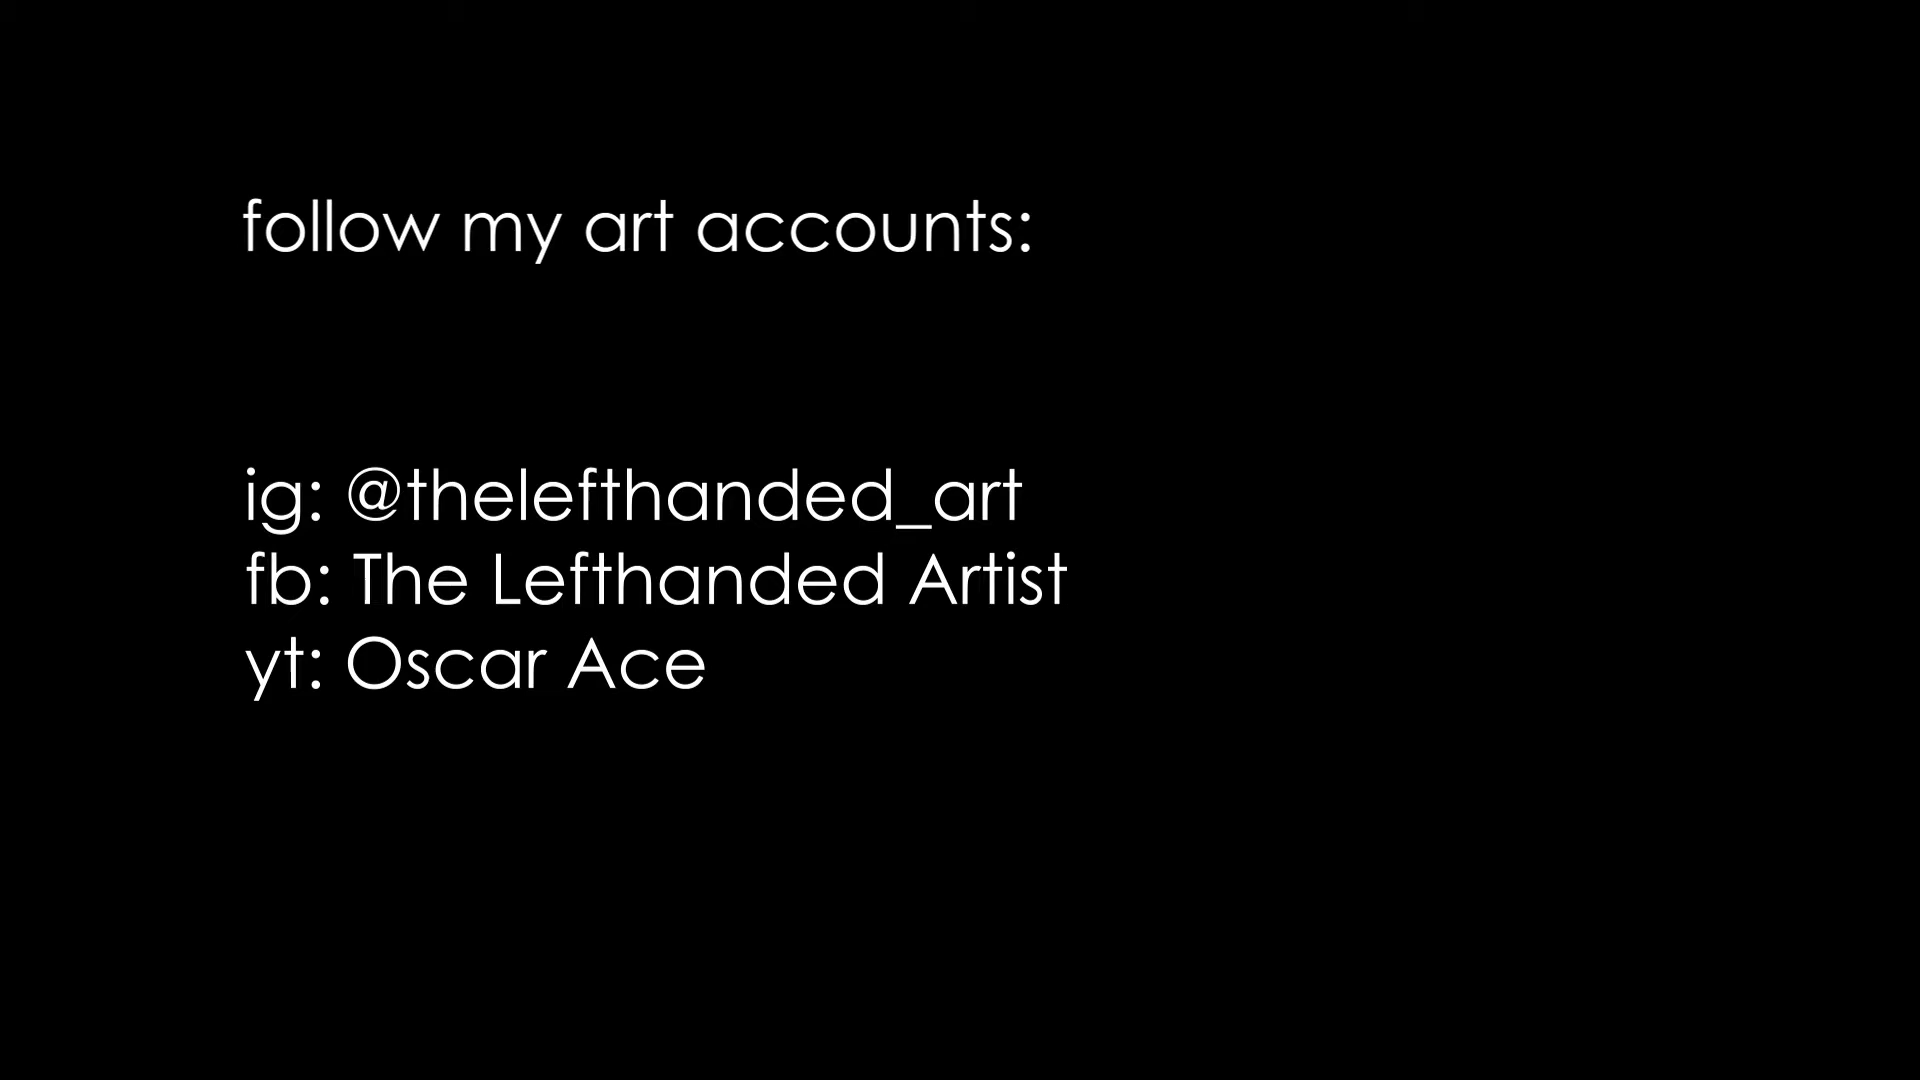 follow my art accounts:
ig: @thelefthanded_art
fb: The Lefthanded Artist
yt: Oscar Ace